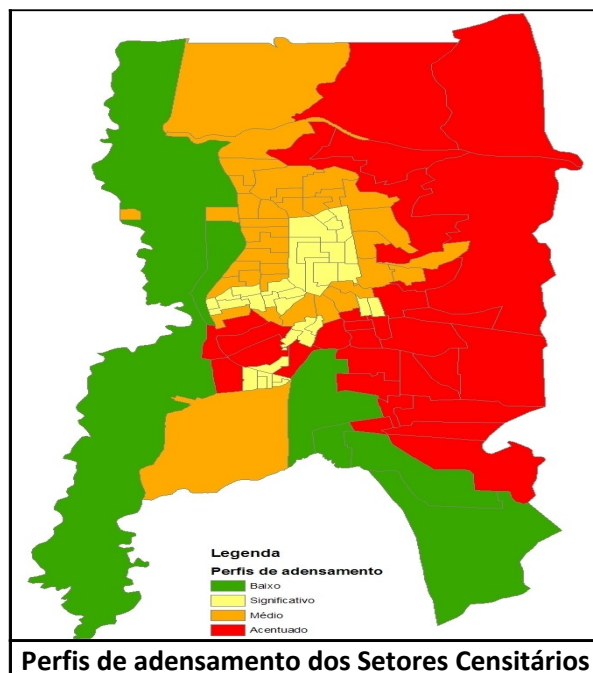 Legenda
Perfis de adensamento
Baixo
Significativo
Médio
Acentuado
Perfis de adensamento dos Setores Censitários